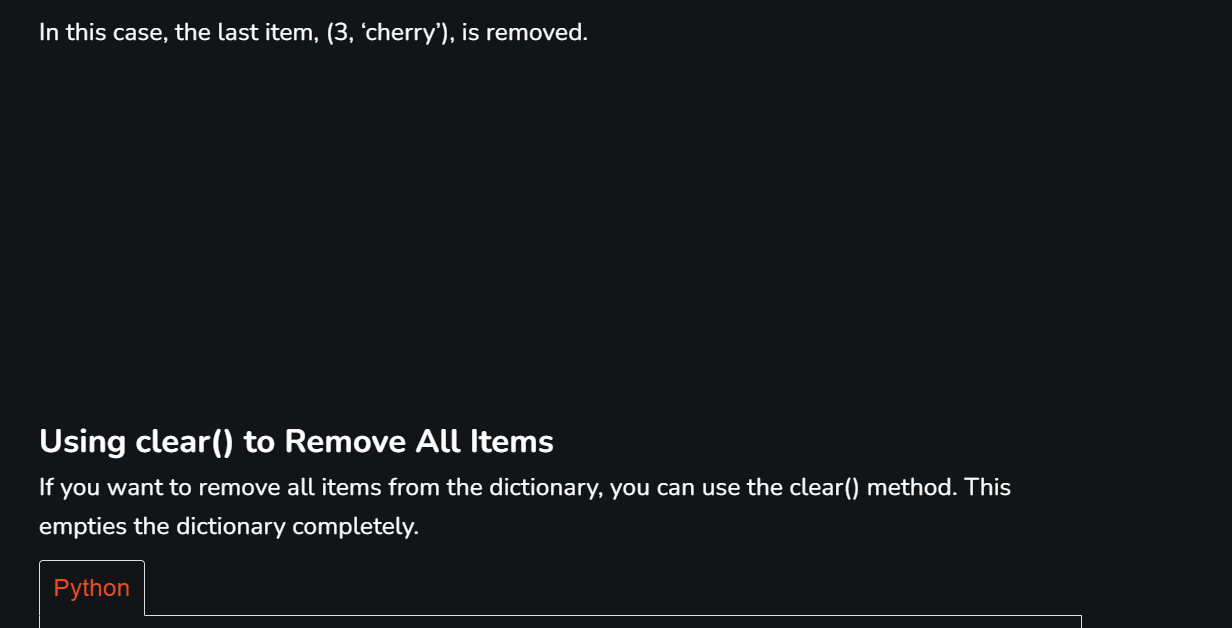 In this case, the last item, (3, ‘cherry’), is removed.
Using clear() to Remove All Items
If you want to remove all items from the dictionary, you can use the clear() method. This
empties the dictionary completely.
Python